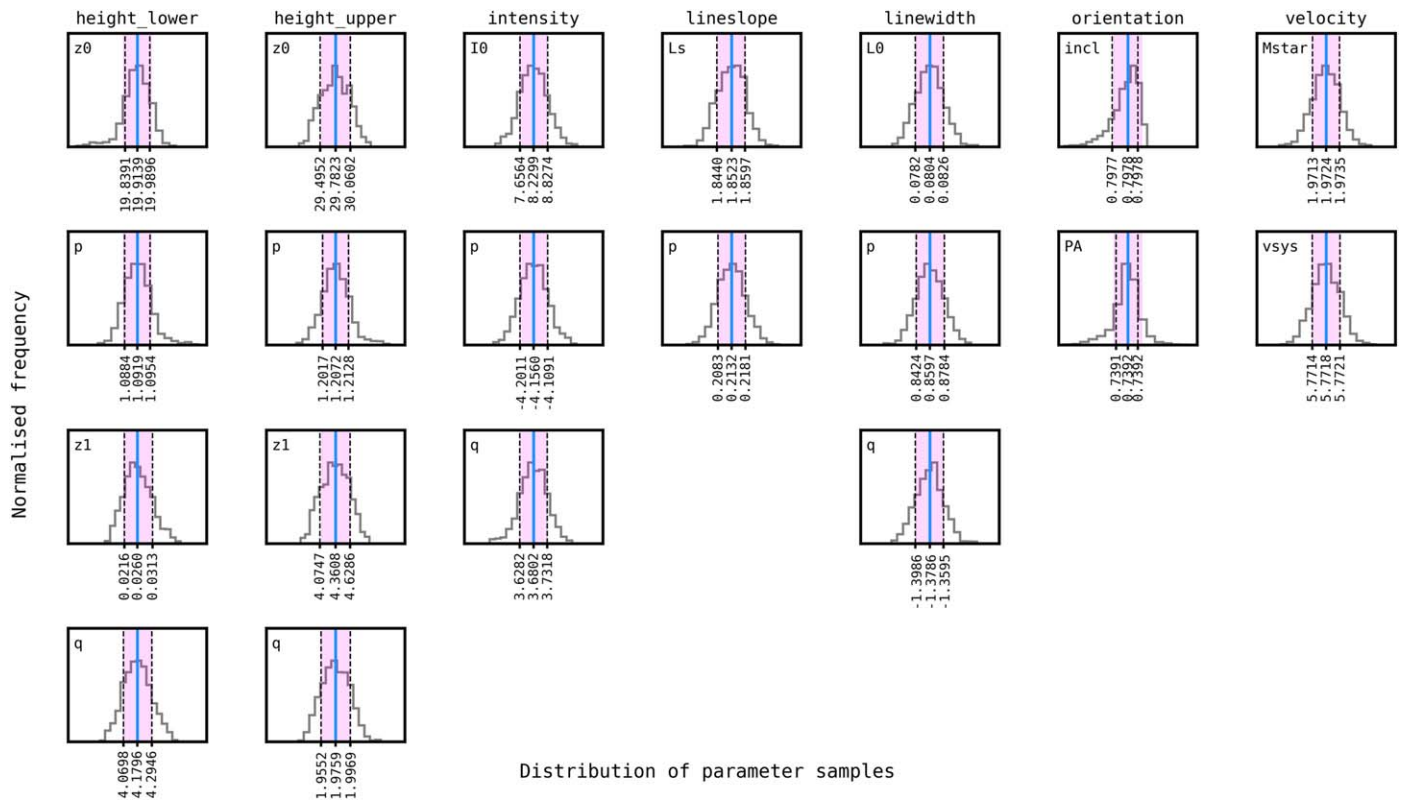 height_lower height_upper intensity lineslope linewidth orientation velocity
z0 z0 I0 Ls L0 incl Mstar
19.8391 19.9139 19.9896 29.4952 29.7823 30.0602 7.6564 8.2299 8.8274 1.8440 1.8523 1.8597 0.0782 0.0804 0.0826 0.7977 0.7978 0.7978 1.9713 1.9724 1.9735
p p p p p PA vsys
1.0884 1.0919 1.0954 1.2017 1.2072 1.2128 -4.2011 -4.1560 -4.1091 0.2083 0.2132 0.2181 0.8424 0.8597 0.8784 0.7391 0.7392 0.7392 5.7714 5.7718 5.7721
Normalised frequency
z1 z1 q q
0.0216 0.0260 0.0313 4.0747 4.3608 4.6286 3.6282 3.6802 3.7318 -1.3986 -1.3786 -1.3595
q q
4.0698 4.1796 4.2946 1.9552 1.9759 1.9969
Distribution of parameter samples